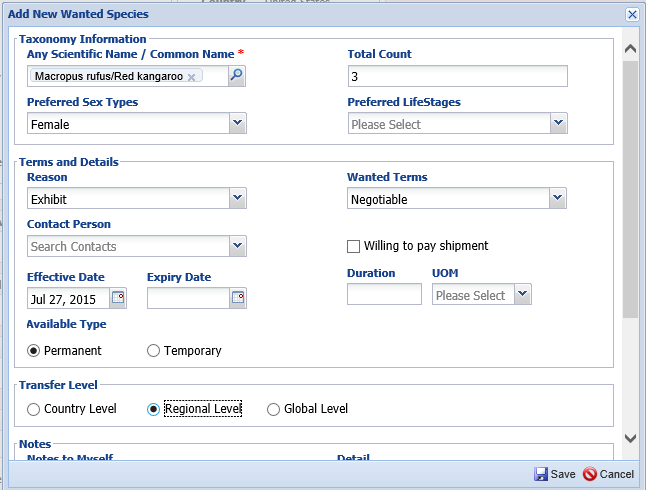 Add New Wanted Species
Taxonomy Information
Any Scientific Name / Common Name * Total Count
Macropus rufus/Red kangaroo 3
Preferred Sex Types Preferred LifeStages
Female Please Select
Terms and Details
Reason Wanted Terms
Exhibit Negotiable
Contact Person
Search Contacts Willing to pay shipment
Effective Date Expiry Date Duration UOM
Jul 27, 2015 Please Select
Available Type
Permanent Temporary
Transfer Level
Country Level Regional Level Global Level
Notes
Notes to Myself Detail
Save Cancel